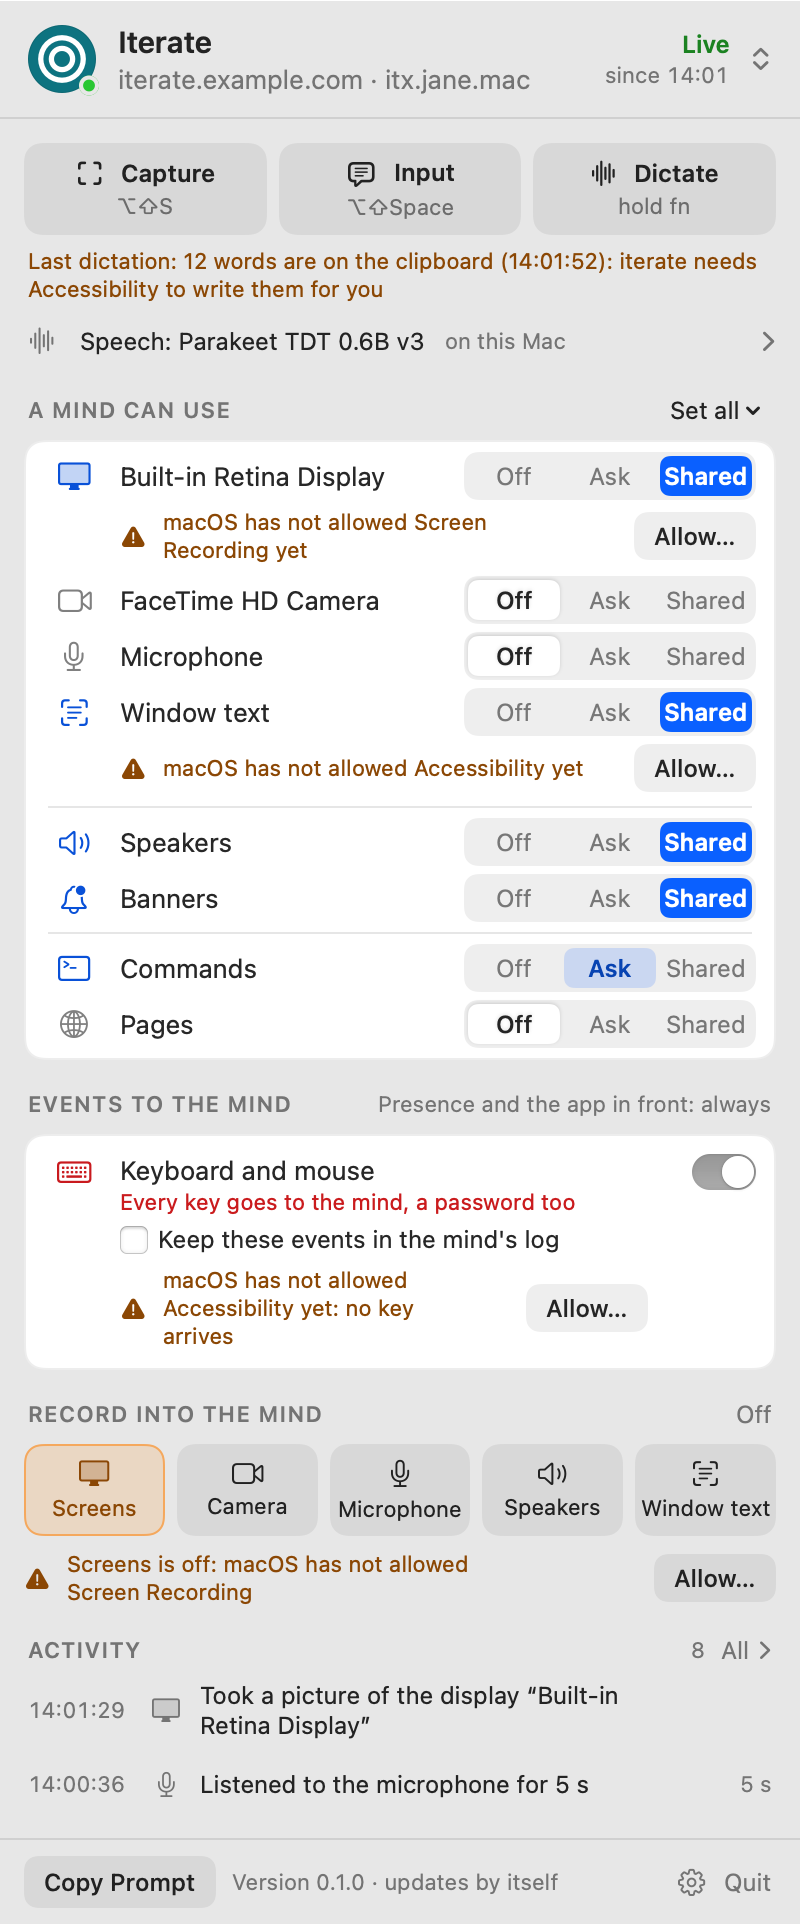 Iterate
iterate.example.com · itx.jane.mac
Live
since 14:01
Capture
⌥⇧S
Input
⌥⇧Space
Dictate
hold fn
Last dictation: 12 words are on the clipboard (14:01:52): iterate needs
Accessibility to write them for you
Speech: Parakeet TDT 0.6B v3 on this Mac
A MIND CAN USE
Set all
Built-in Retina Display
Off Ask Shared
macOS has not allowed Screen
Recording yet
Allow...
FaceTime HD Camera
Off Ask Shared
Microphone
Off Ask Shared
Window text
Off Ask Shared
macOS has not allowed Accessibility yet
Allow...
Speakers
Off Ask Shared
Banners
Off Ask Shared
Commands
Off Ask Shared
Pages
Off Ask Shared
EVENTS TO THE MIND
Presence and the app in front: always
Keyboard and mouse
Every key goes to the mind, a password too
Keep these events in the mind's log
macOS has not allowed
Accessibility yet: no key
arrives
Allow...
RECORD INTO THE MIND
Off
Screens
Camera
Microphone
Speakers
Window text
Screens is off: macOS has not allowed
Screen Recording
Allow...
ACTIVITY
8 All
14:01:29
Took a picture of the display “Built-in
Retina Display”
14:00:36
Listened to the microphone for 5 s
5 s
Copy Prompt
Version 0.1.0 · updates by itself
Quit